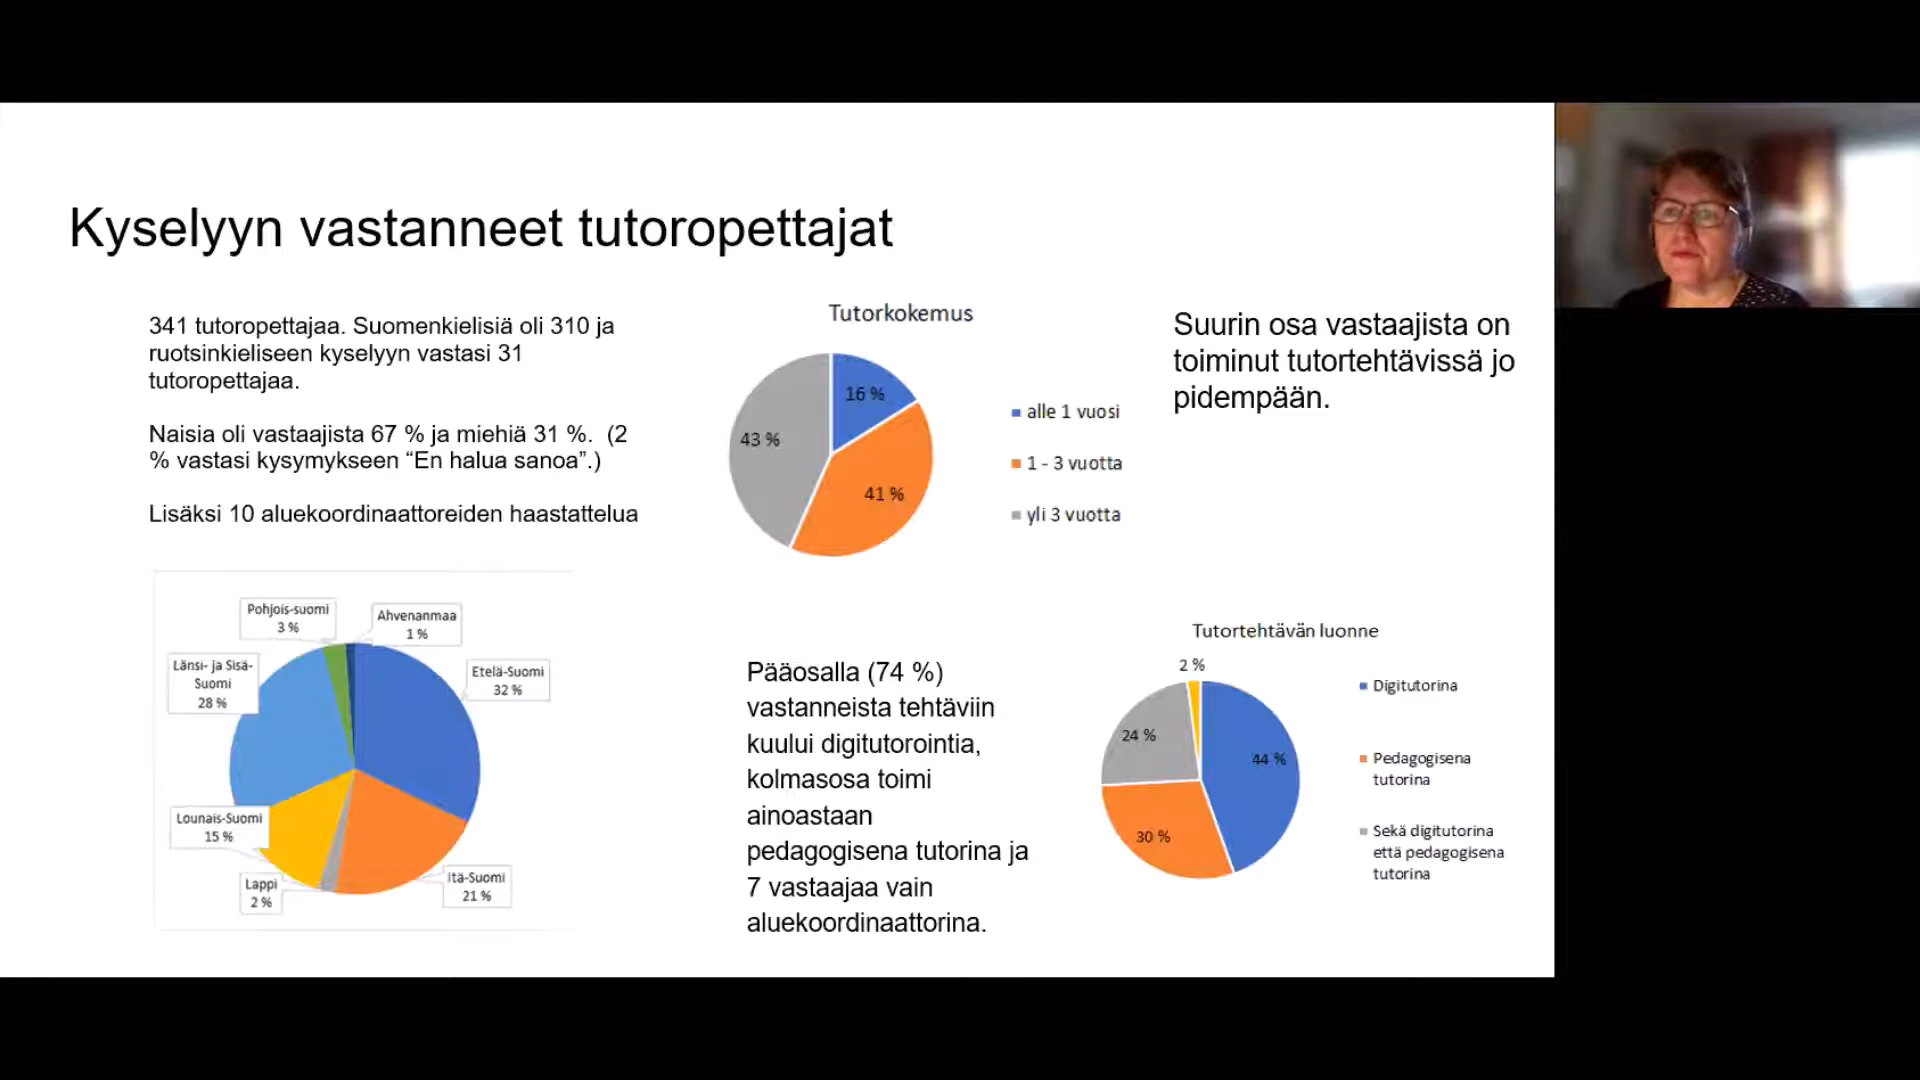 Kyselyyn vastanneet tutoropettajat
341 tutoropettajaa. Suomenkielisiä oli 310 ja
ruotsinkieliseen kyselyyn vastasi 31
tutoropettajaa.
Naisia oli vastaajista 67 % ja miehiä 31 %.  (2
% vastasi kysymykseen “En halua sanoa”.)
Lisäksi 10 aluekoordinaattoreiden haastattelua
Tutorkokemus
16 %
43 %
41 %
alle 1 vuosi
1 - 3 vuotta
yli 3 vuotta
Suurin osa vastaajista on
toiminut tutortehtävissä jo
pidempään.
Pohjois-suomi
3 %
Ahvenanmaa
1 %
Länsi- ja Sisä-
Suomi
28 %
Etelä-Suomi
32 %
Lounais-Suomi
15 %
Lappi
2 %
Itä-Suomi
21 %
Pääosalla (74 %)
vastanneista tehtäviin
kuului digitutorointia,
kolmasosa toimi
ainoastaan
pedagogisena tutorina ja
7 vastaajaa vain
aluekoordinaattorina.
Tutortehtävän luonne
2 %
24 %
44 %
30 %
Digitutorina
Pedagogisena
tutorina
Sekä digitutorina
että pedagogisena
tutorina